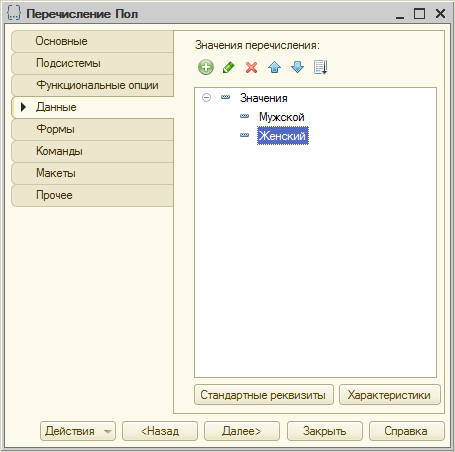 Перечисление Пол
Основные
Подсистемы
Функциональные опции
Данные
Формы
Команды
Макеты
Прочее
Значения перечисления:
Значения
Мужской
Женский
Стандартные реквизиты
Характеристики
Действия
<Назад
Далее>
Закрыть
Справка